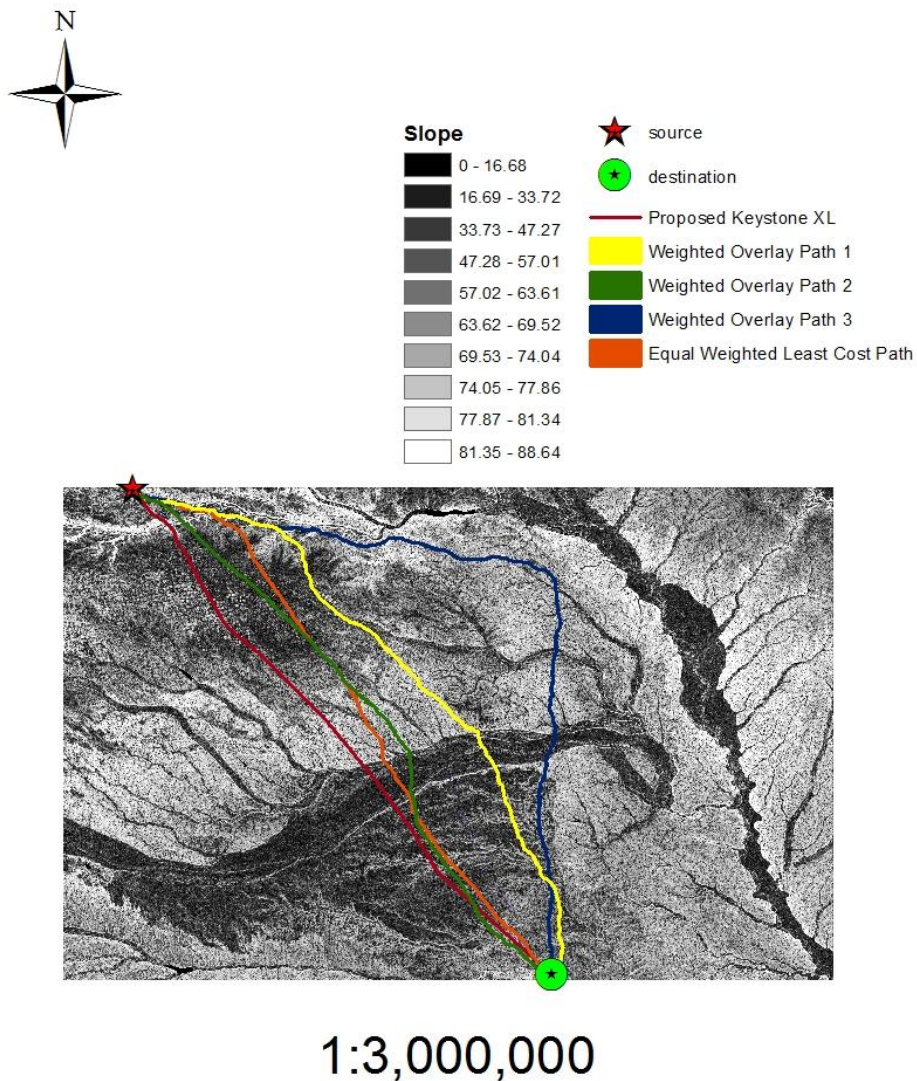 N
Slope
0 - 16.68
16.69 - 33.72
33.73 - 47.27
47.28 - 57.01
57.02 - 63.61
63.62 - 69.52
69.53 - 74.04
74.05 - 77.86
77.87 - 81.34
81.35 - 88.64
source
destination
Proposed Keystone XL
Weighted Overlay Path 1
Weighted Overlay Path 2
Weighted Overlay Path 3
Equal Weighted Least Cost Path
1:3,000,000